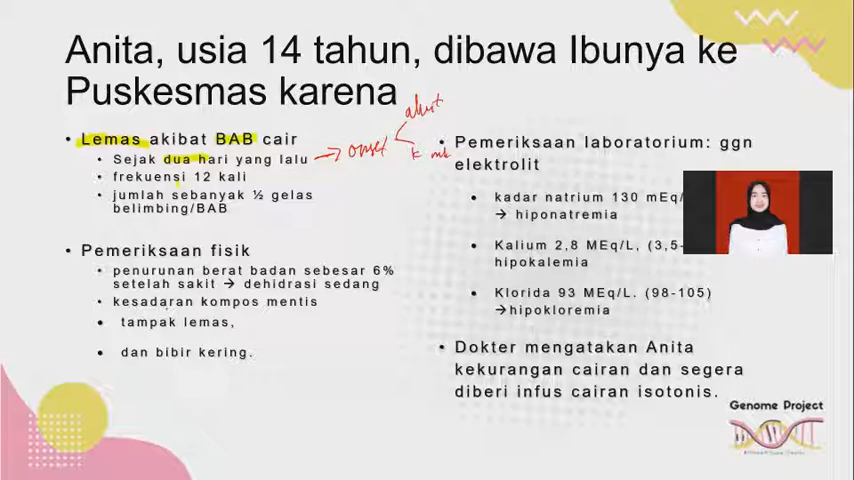 Anita, usia 14 tahun, dibawa Ibunya ke
Puskesmas karena
• Lemas akibat BAB cair
• Sejak dua hari yang lalu → onset
• frekuensi 12 kali
• jumlah sebanyak ½ gelas
belimbing/BAB
• Pemeriksaan fisik
• penurunan berat badan sebesar 6%
setelah sakit → dehidrasi sedang
• kesadaran kompos mentis
• tampak lemas,
• dan bibir kering.
• Pemeriksaan laboratorium: ggn
elektrolit
• kadar natrium 130 mEq/
→ hiponatremia
• Kalium 2,8 MEq/L, (3,5-
hipokalemia
• Klorida 93 MEq/L. (98-105)
→hipokloremia
• Dokter mengatakan Anita
kekurangan cairan dan segera
diberi infus cairan isotonis.
Genome Project